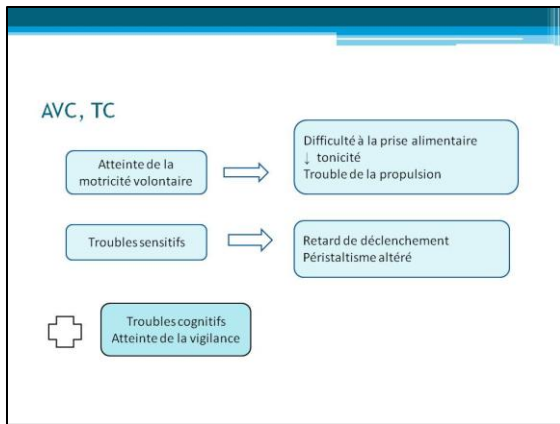 AVC, TC
Atteinte de la
motricité volontaire
Difficulté à la prise alimentaire
↓ tonicité
Trouble de la propulsion
Troubles sensitifs
Retard de déclenchement
Péristaltisme altéré
Troubles cognitifs
Atteinte de la vigilance